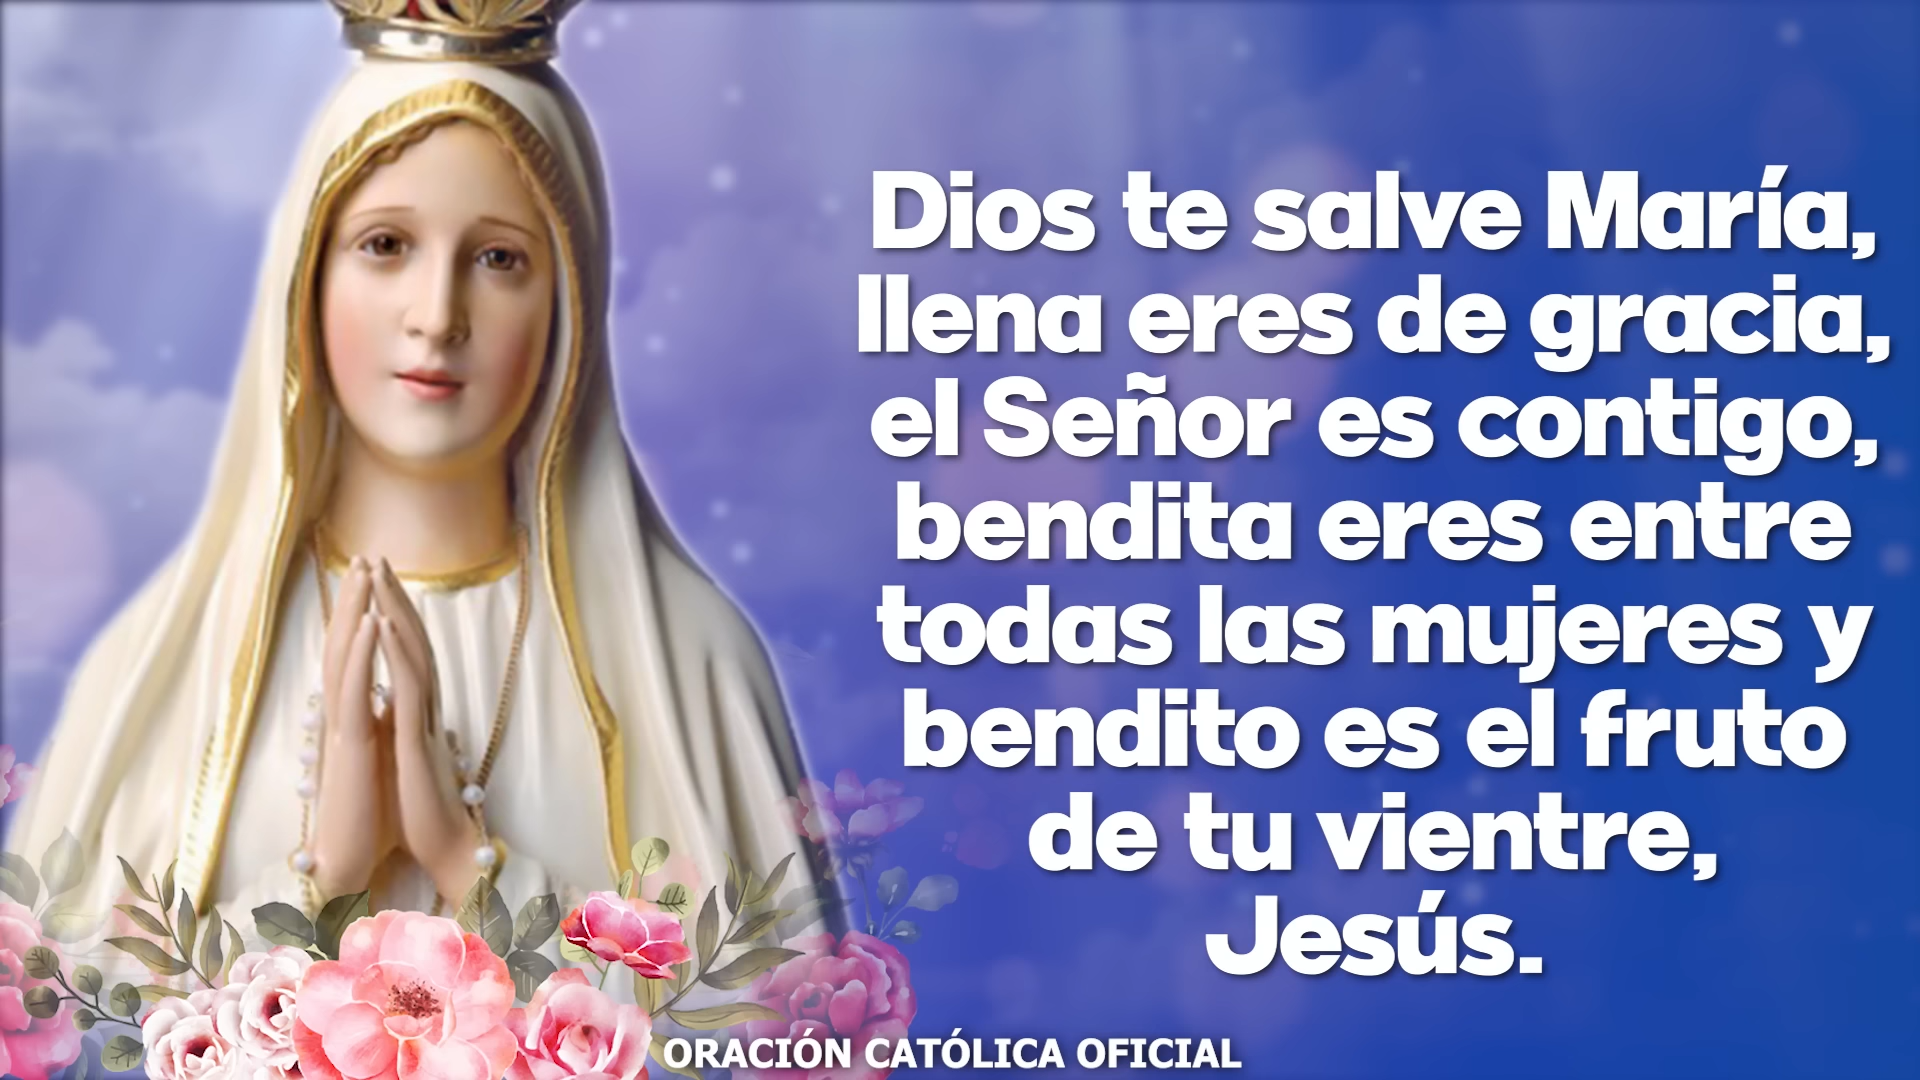 Dios te salve María,
llena eres de gracia,
el Señor es contigo,
bendita eres entre
todas las mujeres y
bendito es el fruto
de tu vientre,
Jesús.
ORACIÓN CATÓLICA OFICIAL